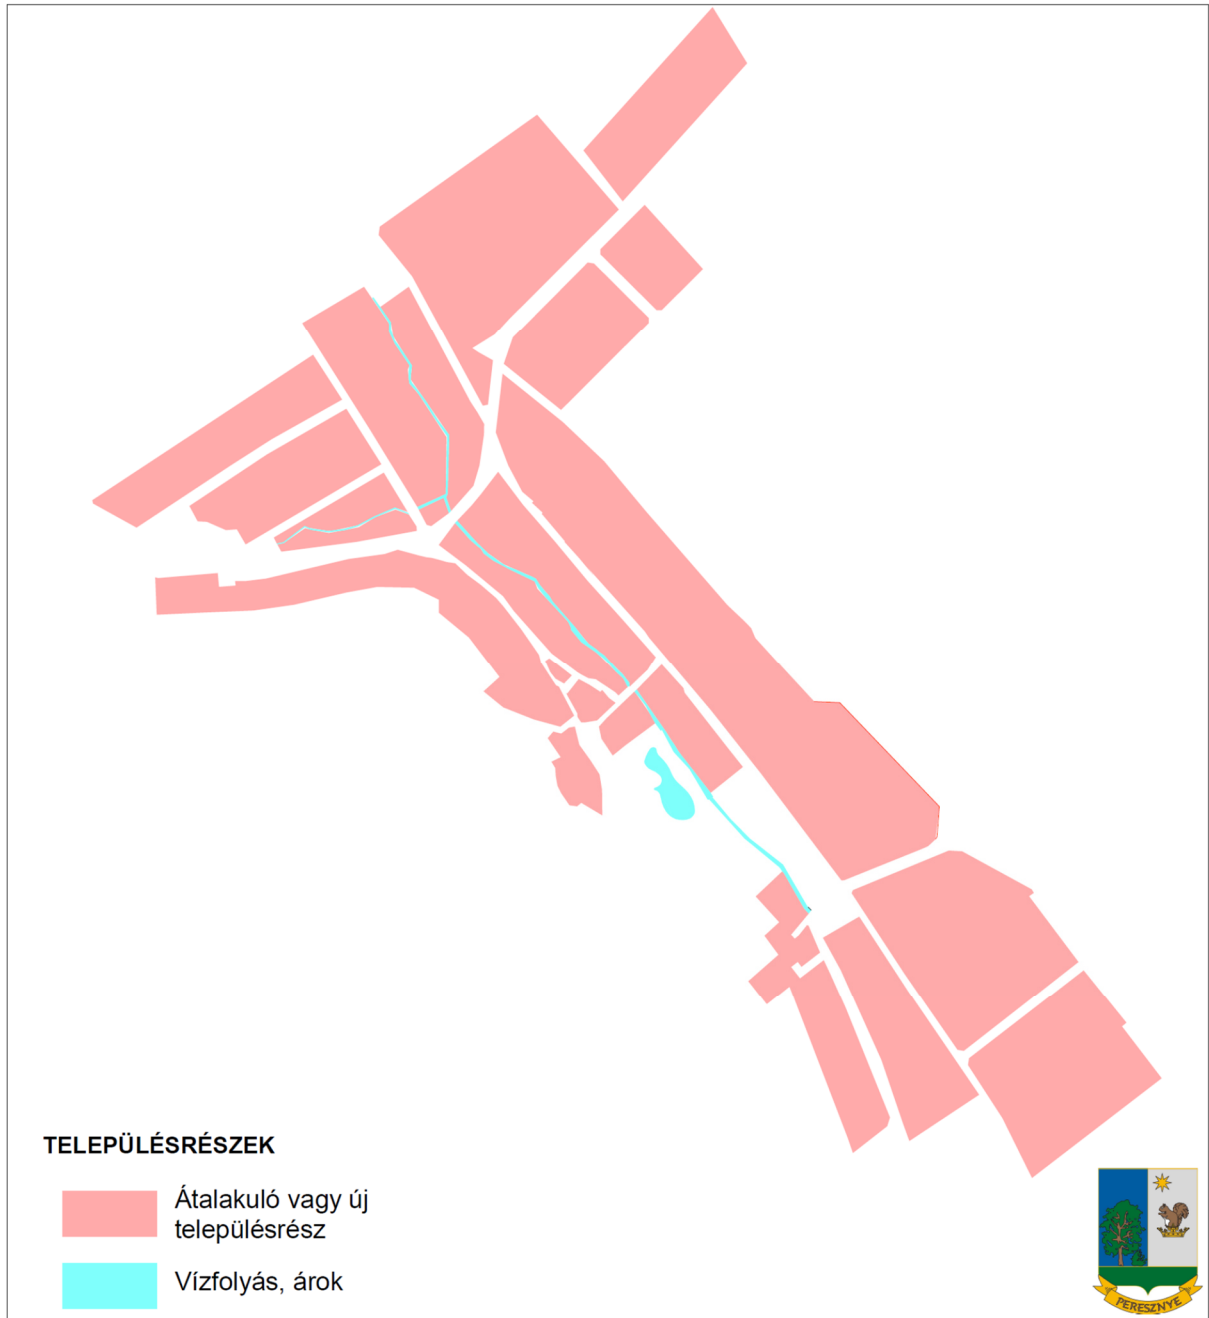 TELEPÜLÉSRÉSZEK
Átalakuló vagy új
településrész
Vízfolyás, árok
PERESZNYE